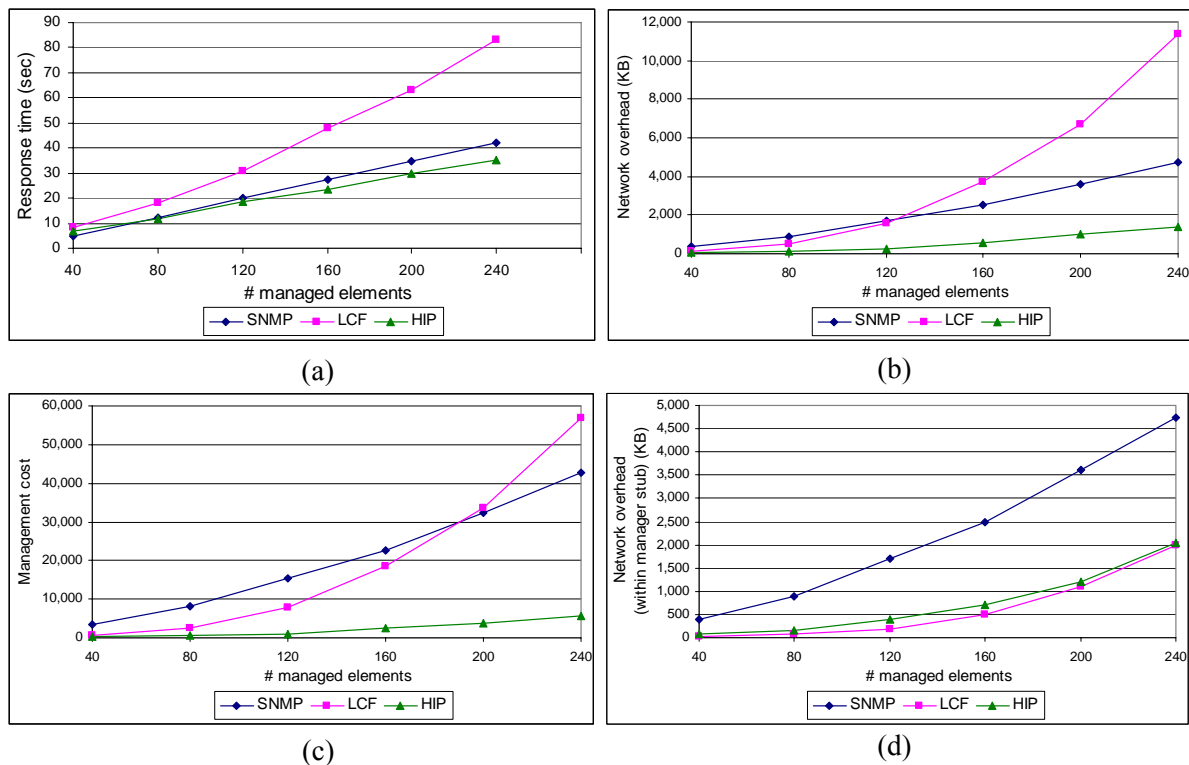 90
80
70
60
50
40
30
20
10
0
Response time (sec)
40 80 120 160 200 240
# managed elements
SNMP LCF HIP
(a)
12,000
10,000
8,000
6,000
4,000
2,000
0
Network overhead (KB)
40 80 120 160 200 240
# managed elements
SNMP LCF HIP
(b)
60,000
50,000
40,000
30,000
20,000
10,000
0
Management cost
40 80 120 160 200 240
# managed elements
SNMP LCF HIP
(c)
5,000
4,500
4,000
3,500
3,000
2,500
2,000
1,500
1,000
500
0
Network overhead
(within manager stub) (KB)
40 80 120 160 200 240
# managed elements
SNMP LCF HIP
(d)